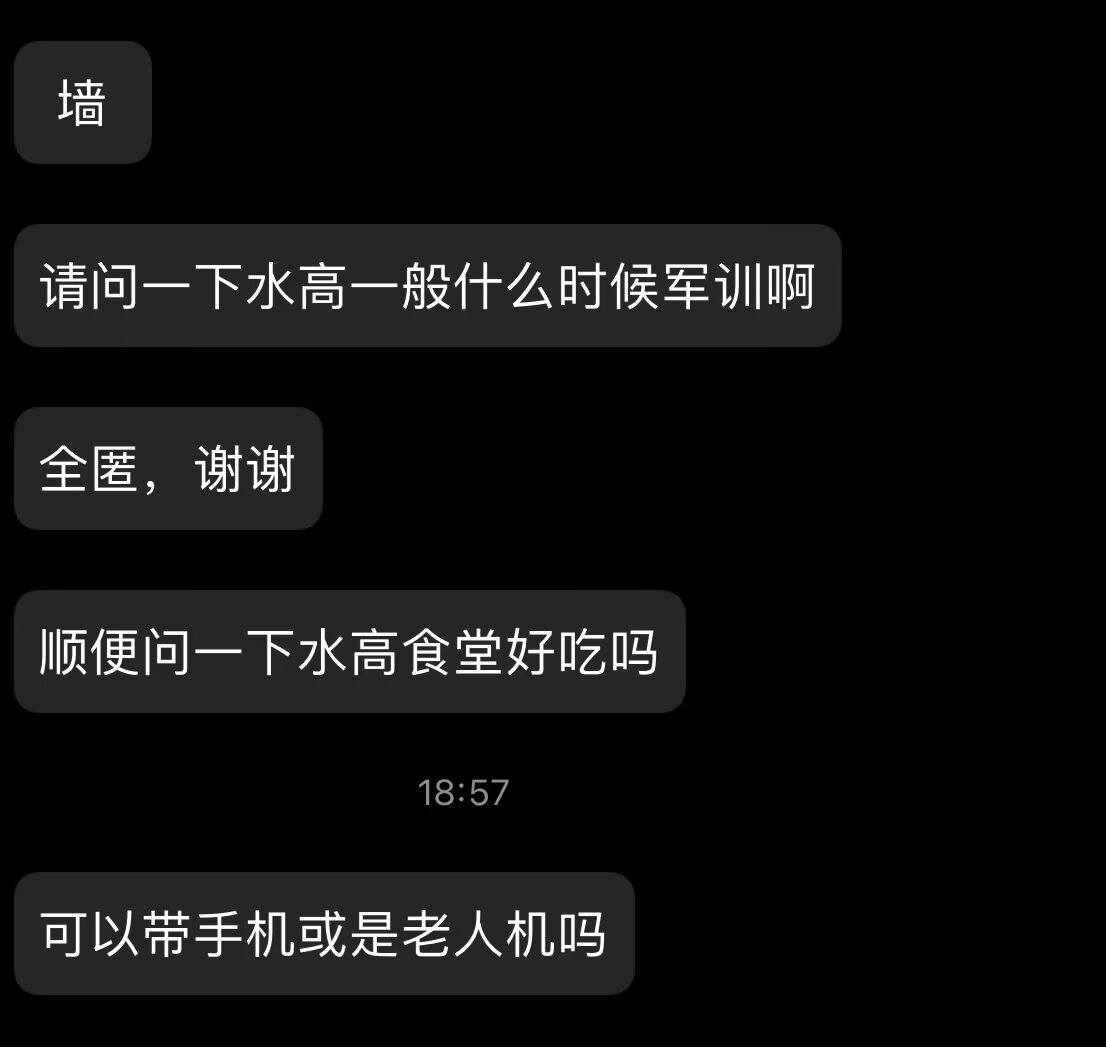 墙
请问一下水高一般什么时候军训啊
全匿，谢谢
顺便问一下水高食堂好吃吗
18:57
可以带手机或是老人机吗